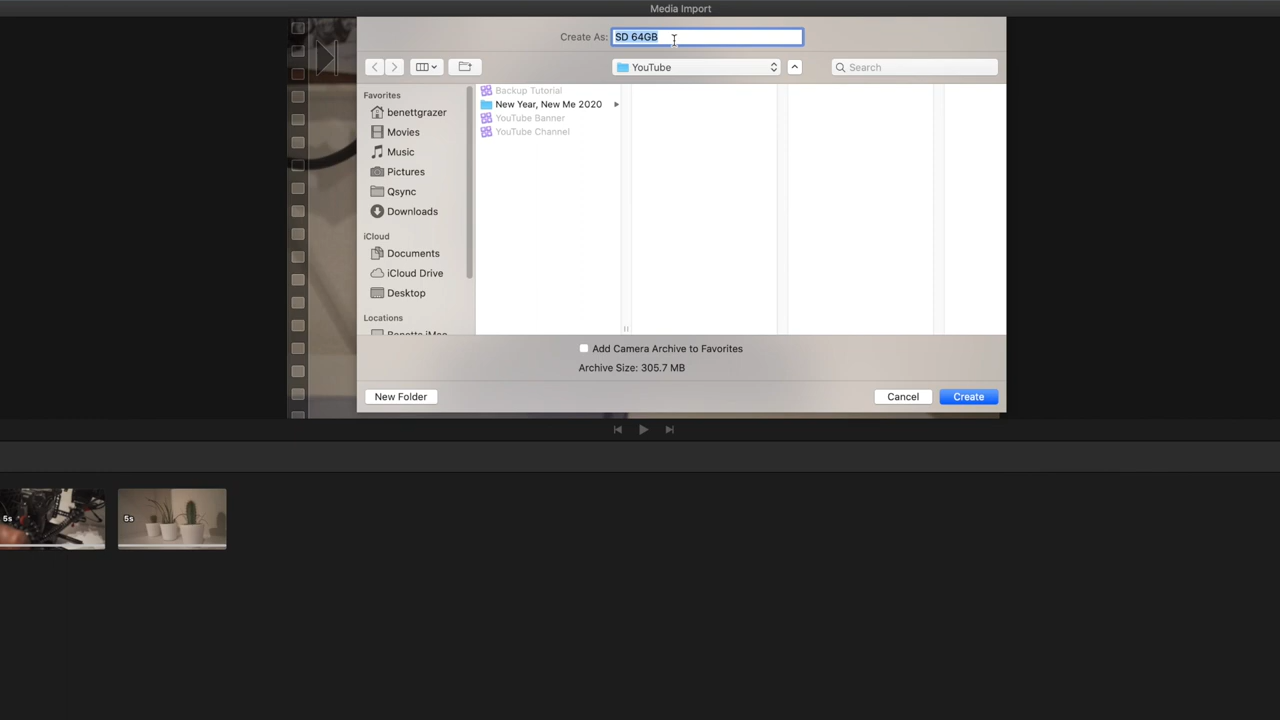 Media Import
Create As: SD 64GB
YouTube
Search
Favorites
benettgrazer
Movies
Music
Pictures
Qsync
Downloads
iCloud
Documents
iCloud Drive
Desktop
Locations
Backup Tutorial
New Year, New Me 2020
YouTube Banner
YouTube Channel
Add Camera Archive to Favorites
Archive Size: 305.7 MB
New Folder
Cancel
Create
5s
5s